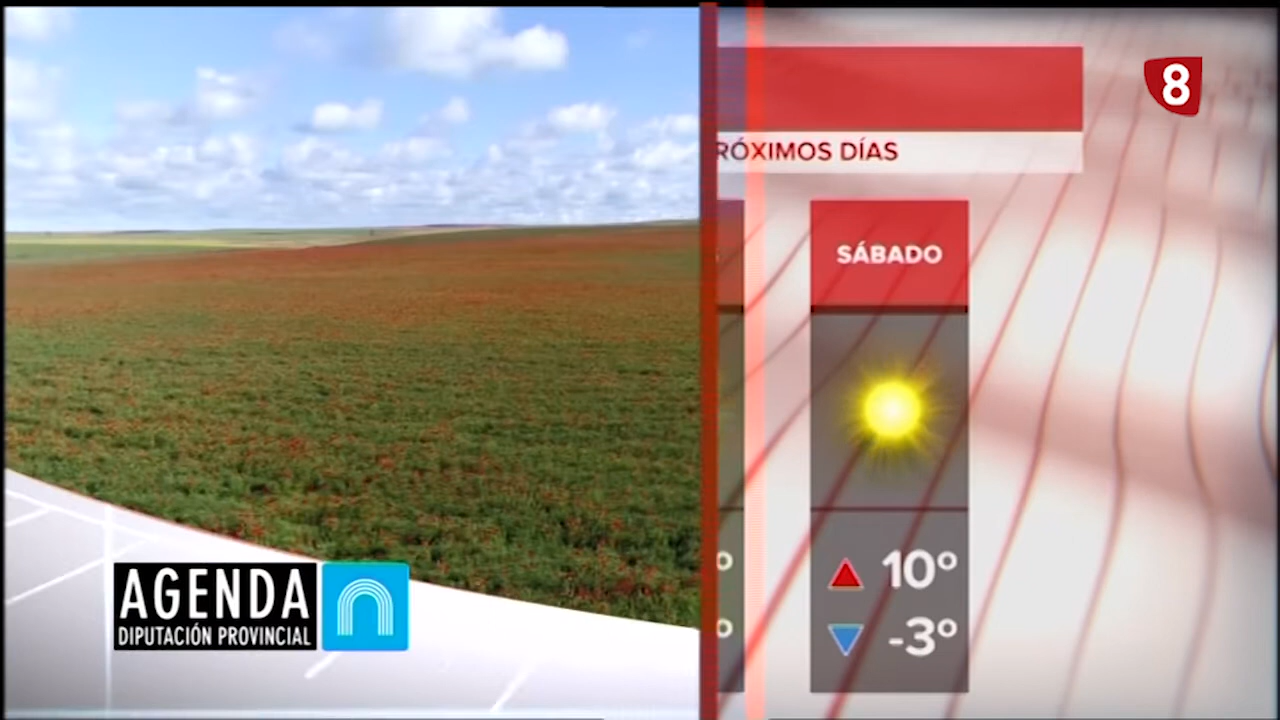 8
RÓXIMOS DÍAS
SÁBADO
10°
-3°
AGENDA
DIPUTACIÓN PROVINCIAL